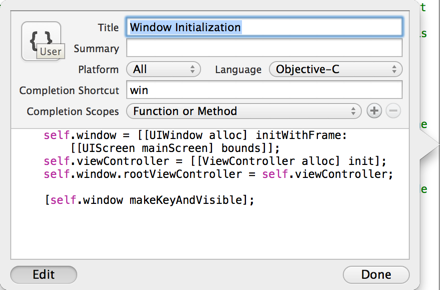 Title Window Initialization
{ }
User
Summary
Platform All Language Objective-C
Completion Shortcut win
Completion Scopes Function or Method
self.window = [[UIWindow alloc] initWithFrame:
[[UIScreen mainScreen] bounds]];
self.viewController = [[ViewController alloc] init];
self.window.rootViewController = self.viewController;
[self.window makeKeyAndVisible];
Edit Done